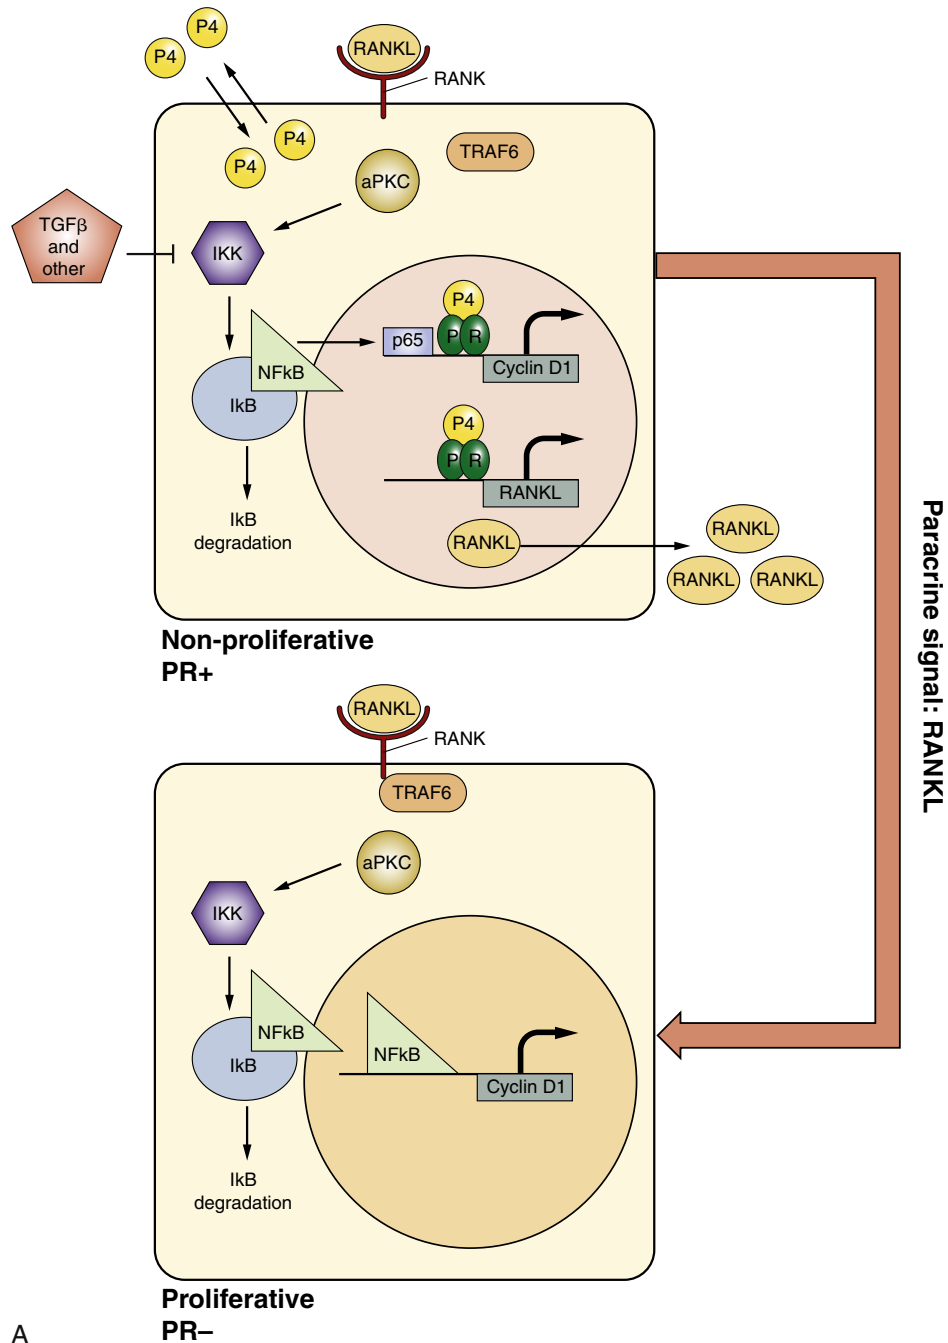 P4
P4
RANKL
RANK
P4
P4
TRAF6
aPKC
TGFβ
and
other
IKK
P4
p65
P R
Cyclin D1
NFkB
IkB
P4
P R
RANKL
IkB
degradation
RANKL
RANKL
RANKL
RANKL
Non-proliferative
PR+
Paracrine signal: RANKL
RANKL
RANK
TRAF6
aPKC
IKK
NFkB
IkB
NFkB
Cyclin D1
IkB
degradation
Proliferative
PR–
A